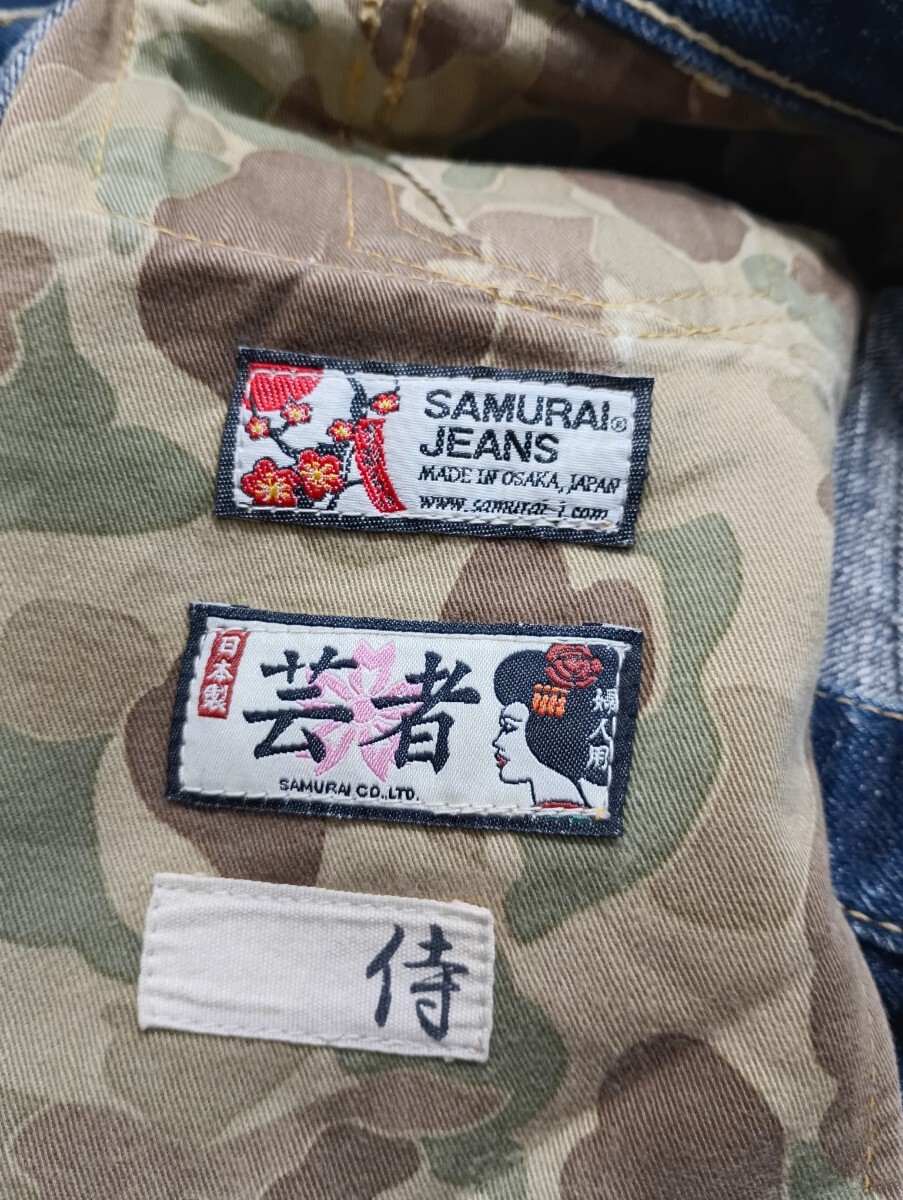 SAMURAI®
JEANS
MADE IN OSAKA, JAPAN
www.samurai-j.com
日本製
芸者
婦人用
SAMURAI CO.,LTD.
侍